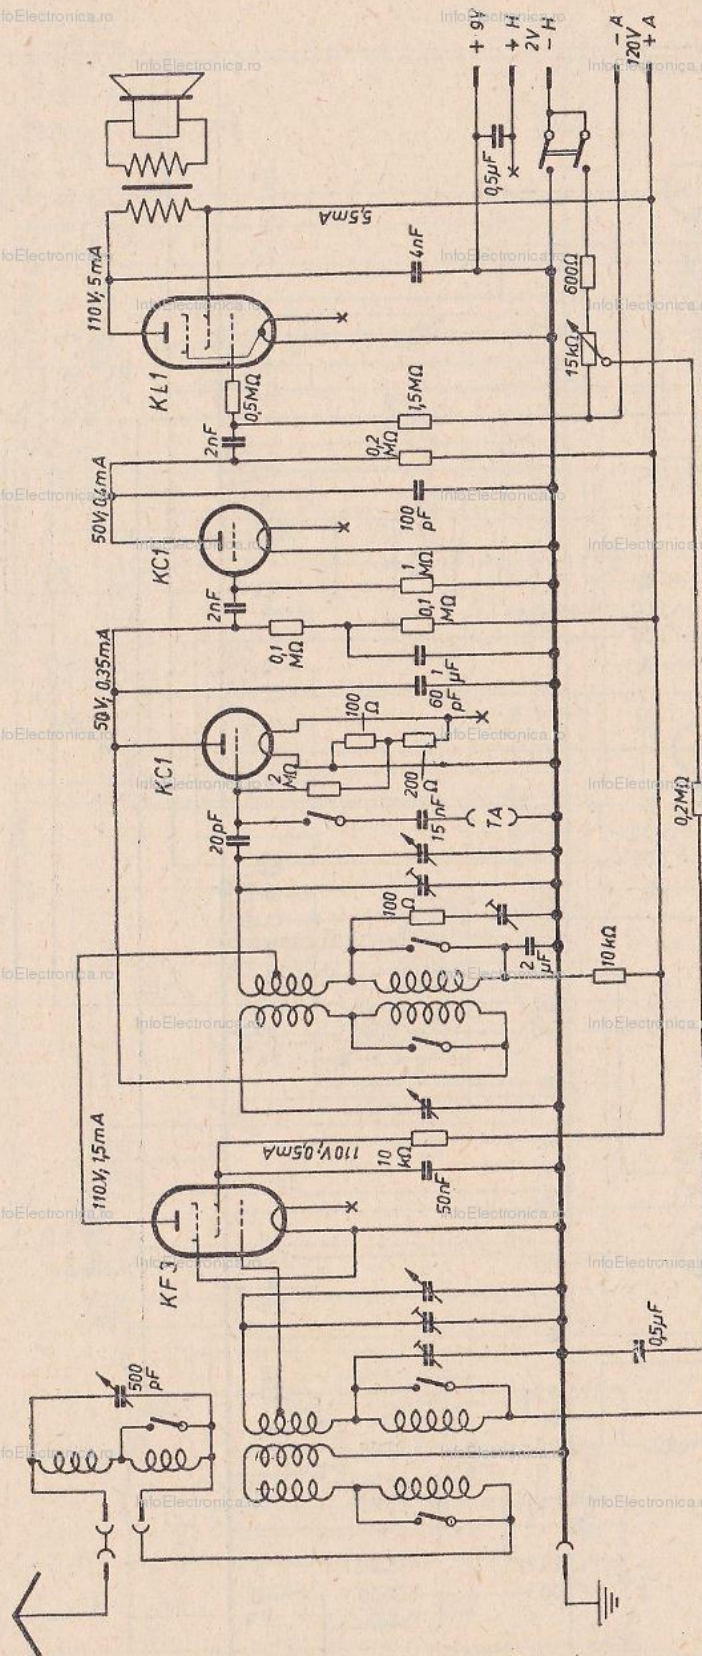 InfoElectronica.ro
+ 9V
+ H
2V
- H
- A
120V
+ A
0,5µF
5,5mA
4nF
110V; 5mA
600Ω
15kΩ
KL1
0,5MΩ
1,5MΩ
2nF
0,2
MΩ
50V; 0,4mA
100
pF
KC1
1
MΩ
2nF
0,1
MΩ
0,1
MΩ
1
µF
60
pF
50V; 0,35mA
100
Ω
KC1
2
MΩ
200
Ω
0,2MΩ
20pF
15
nF
TA
100
Ω
2
µF
10kΩ
110V; 1,5mA
110V; 0,5mA
10
kΩ
50nF
KF3
500
pF
0,5µF